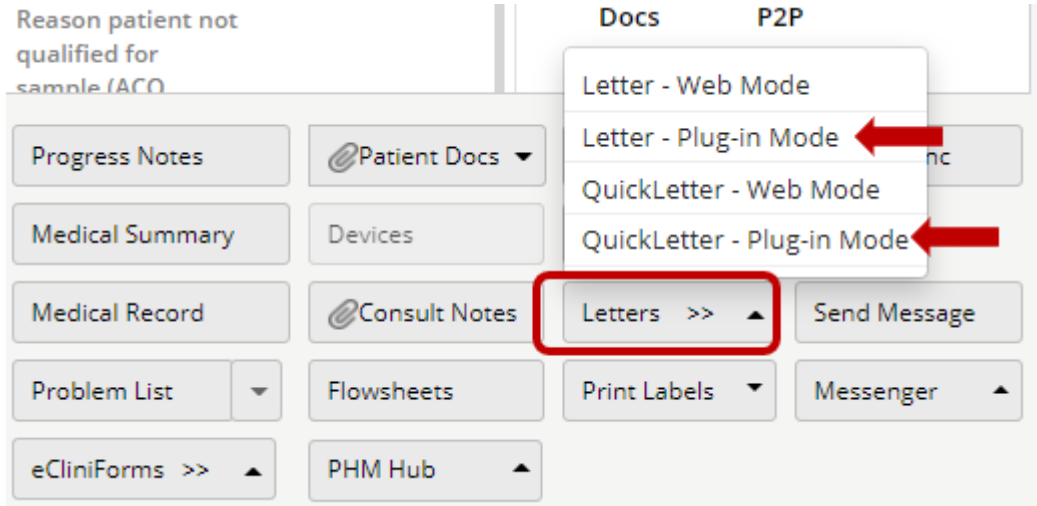 Reason patient not
qualified for
sample (ACO
Docs P2P
Letter - Web Mode
Letter - Plug-in Mode
QuickLetter - Web Mode
QuickLetter - Plug-in Mode
Progress Notes
Patient Docs
Medical Summary
Devices
Medical Record
Consult Notes
Letters >>
Send Message
Problem List
Flowsheets
Print Labels
Messenger
eCliniForms >>
PHM Hub